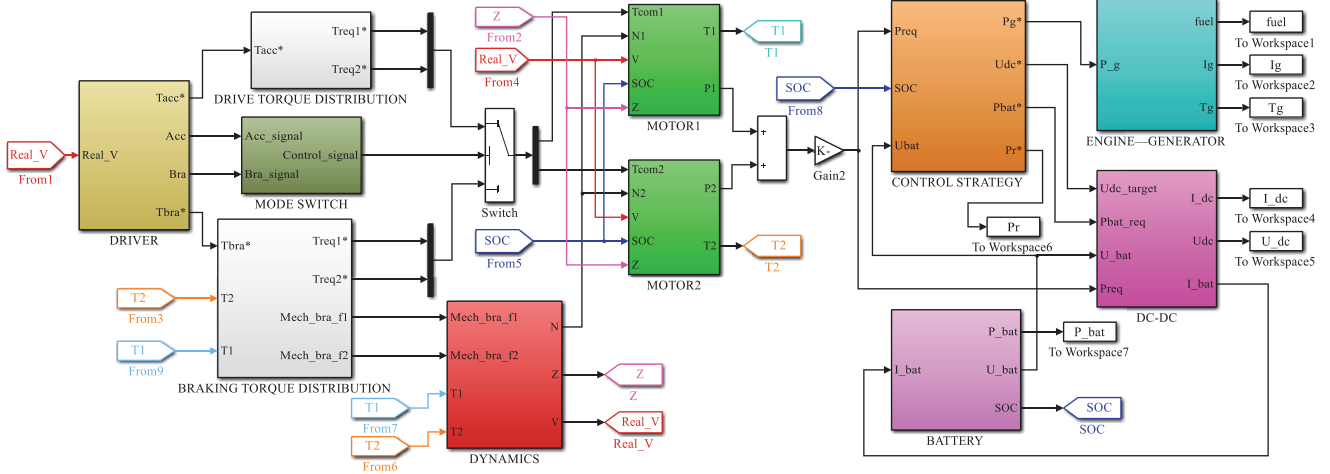 Real_V
From1
Real_V
Tacc*
Acc
Bra
Tbra*
DRIVER
Tacc*
Treq1*
Treq2*
DRIVE TORQUE DISTRIBUTION
Acc_signal
Control_signal
Bra_signal
MODE SWITCH
Tbra*
Treq1*
Treq2*
T2
Mech_bra_f1
T1
Mech_bra_f2
BRAKING TORQUE DISTRIBUTION
T2
From3
T1
From9
Switch
Z
From2
Real_V
From4
SOC
From5
Tcom1
N1
T1
V
SOC
P1
Z
MOTOR1
T1
T1
Tcom2
N2
P2
V
SOC
T2
Z
MOTOR2
T2
T2
Mech_bra_f1
N
Mech_bra_f2
Z
T1
V
T2
DYNAMICS
T1
From7
T2
From6
Z
Z
Real_V
Real_V
+
+
K-
Gain2
SOC
From8
Preq
Pg*
Udc*
SOC
Pbat*
Ubat
Pr*
CONTROL STRATEGY
Pr
To Workspace6
P_g
fuel
Ig
Tg
ENGINE—GENERATOR
fuel
To Workspace1
Ig
To Workspace2
Tg
To Workspace3
Udc_target
I_dc
Pbat_req
Udc
U_bat
I_bat
Preq
DC-DC
I_dc
To Workspace4
U_dc
To Workspace5
P_bat
I_bat
U_bat
SOC
BATTERY
P_bat
To Workspace7
SOC
SOC